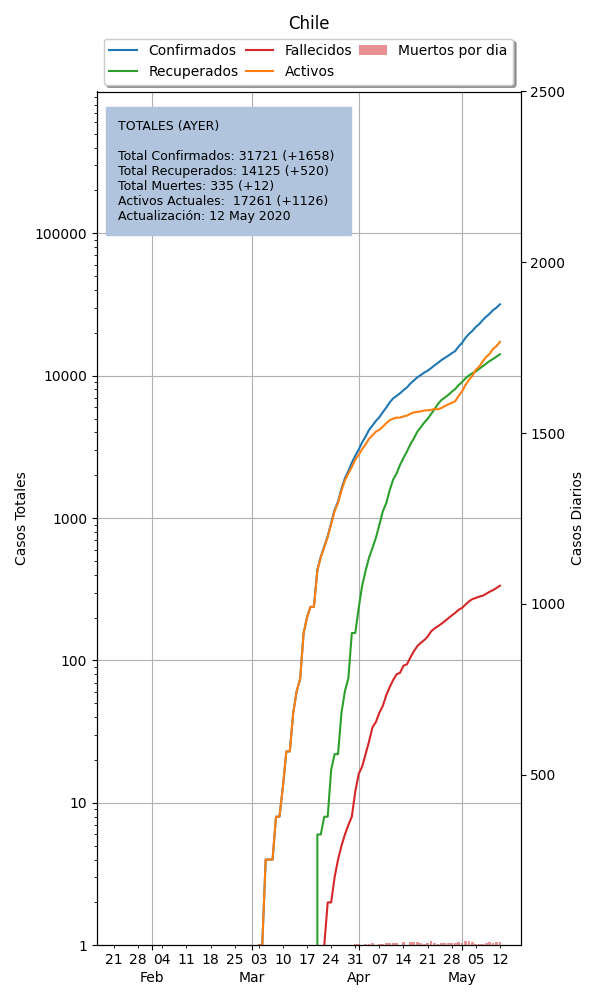 Chile
Confirmados
Recuperados
Fallecidos
Activos
Muertos por dia
TOTALES (AYER)
Total Confirmados: 31721 (+1658)
Total Recuperados: 14125 (+520)
Total Muertes: 335 (+12)
Activos Actuales:  17261 (+1126)
Actualización: 12 May 2020
Casos Totales
100000
10000
1000
100
10
1
2500
2000
1500
1000
500
Casos Diarios
21 28 04 11 18 25 03 10 17 24 31 07 14 21 28 05 12
Feb Mar Apr May